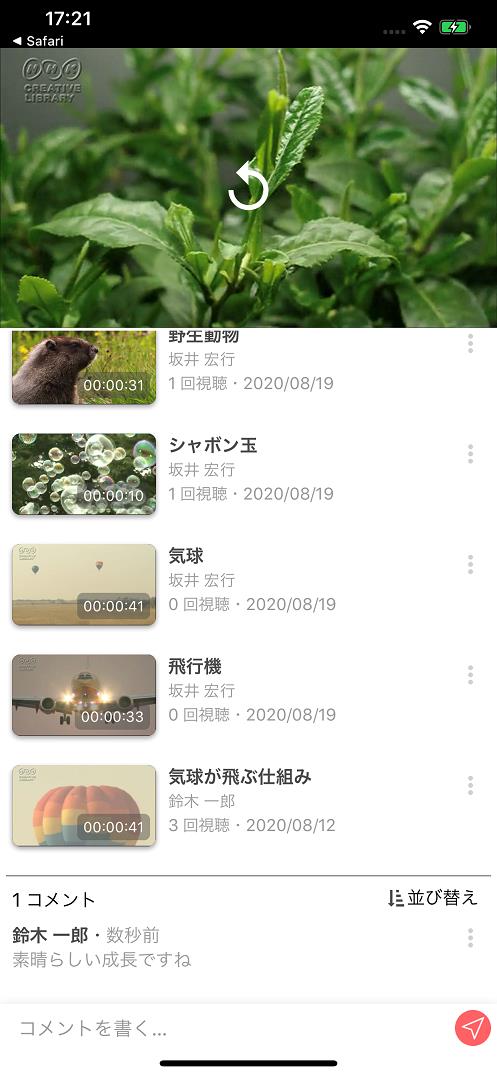 17:21
◀ Safari
NHK
CREATIVE
LIBRARY
野生動物
坂井 宏行
1 回視聴・2020/08/19
00:00:31
シャボン玉
坂井 宏行
1 回視聴・2020/08/19
00:00:10
気球
坂井 宏行
0 回視聴・2020/08/19
00:00:41
飛行機
坂井 宏行
0 回視聴・2020/08/19
00:00:33
気球が飛ぶ仕組み
鈴木 一郎
3 回視聴・2020/08/12
00:00:41
1 コメント
並び替え
鈴木 一郎・数秒前
素晴らしい成長ですね
コメントを書く...